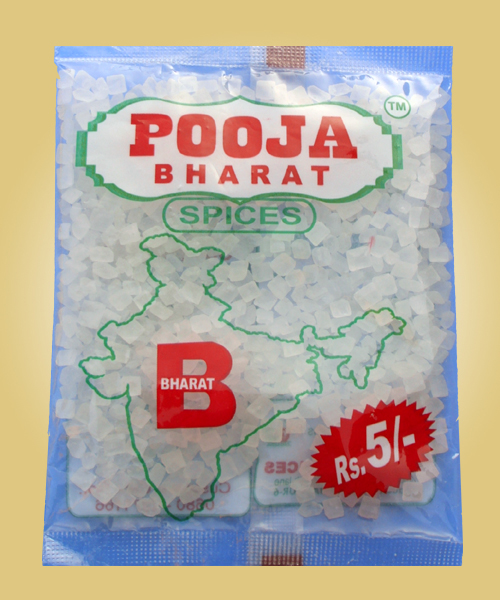 TM
POOJA
BHARAT
SPICES
BHARAT
B
Rs. 5/-